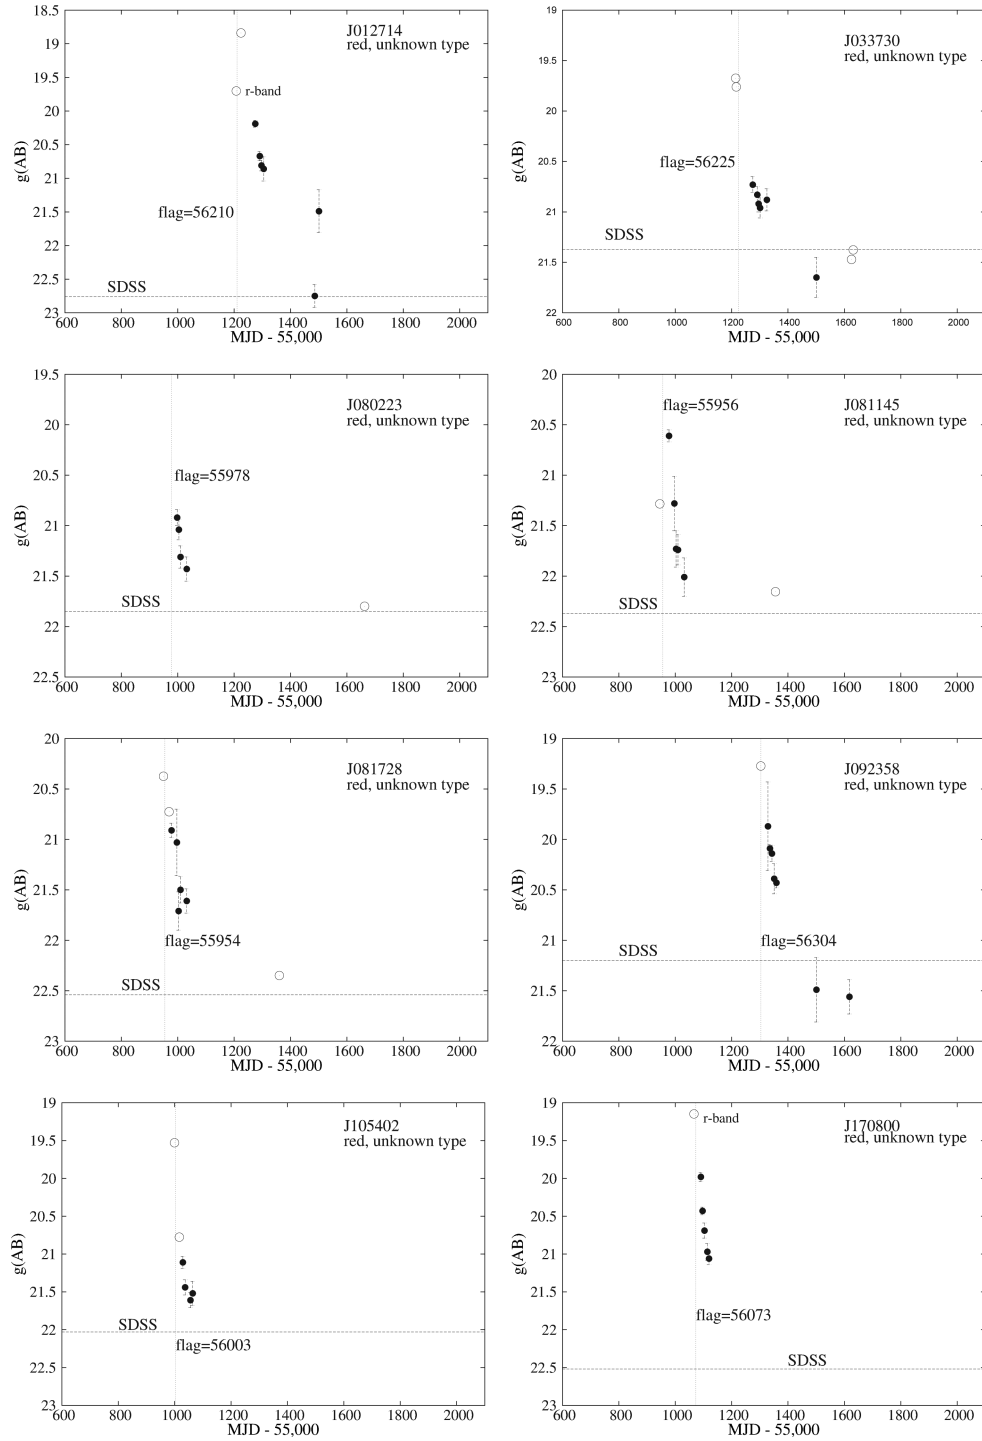 18.5
19
19.5
20
20.5
21
21.5
22
22.5
23
g(AB)
J012714
red, unknown type
r-band
flag=56210
SDSS
600 800 1000 1200 1400 1600 1800 2000
MJD - 55,000
19
19.5
20
20.5
21
21.5
22
g(AB)
J033730
red, unknown type
flag=56225
SDSS
600 800 1000 1200 1400 1600 1800 2000
MJD - 55,000
19.5
20
20.5
21
21.5
22
22.5
g(AB)
J080223
red, unknown type
flag=55978
SDSS
600 800 1000 1200 1400 1600 1800 2000
MJD - 55,000
20
20.5
21
21.5
22
22.5
23
g(AB)
flag=55956
J081145
red, unknown type
SDSS
600 800 1000 1200 1400 1600 1800 2000
MJD - 55,000
20
20.5
21
21.5
22
22.5
23
g(AB)
J081728
red, unknown type
flag=55954
SDSS
600 800 1000 1200 1400 1600 1800 2000
MJD - 55,000
19
19.5
20
20.5
21
21.5
22
g(AB)
J092358
red, unknown type
flag=56304
SDSS
600 800 1000 1200 1400 1600 1800 2000
MJD - 55,000
19
19.5
20
20.5
21
21.5
22
22.5
23
g(AB)
J105402
red, unknown type
SDSS
flag=56003
600 800 1000 1200 1400 1600 1800 2000
MJD - 55,000
19
19.5
20
20.5
21
21.5
22
22.5
23
g(AB)
r-band
J170800
red, unknown type
flag=56073
SDSS
600 800 1000 1200 1400 1600 1800 2000
MJD - 55,000